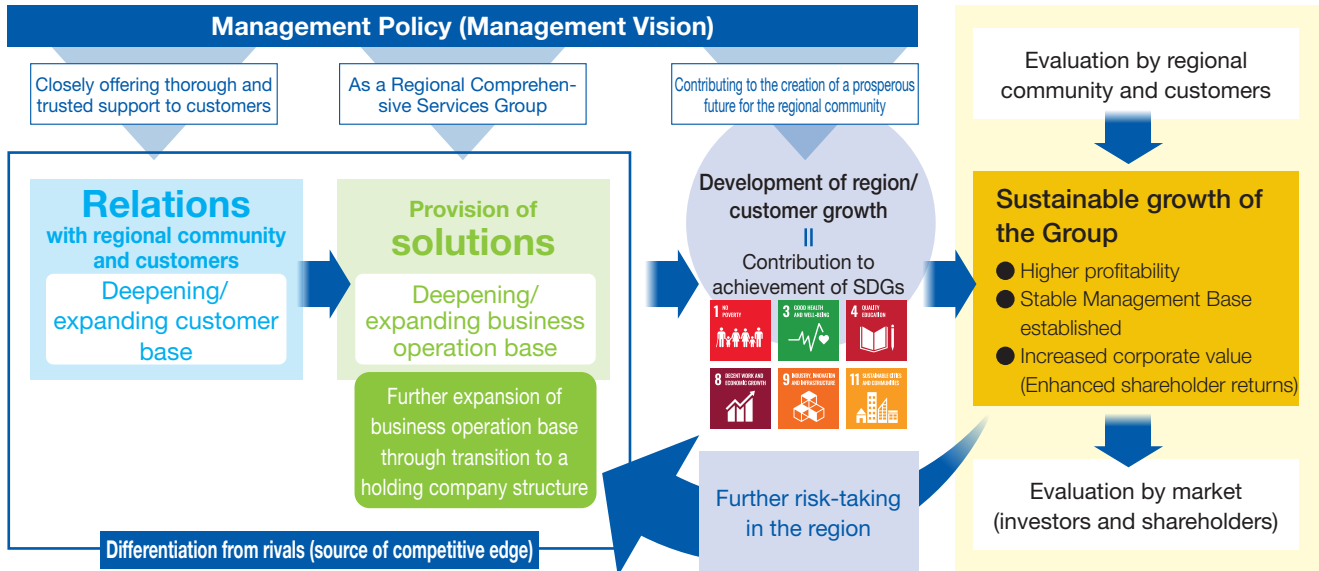 Management Policy (Management Vision)
Closely offering thorough and
trusted support to customers
As a Regional Comprehen-
sive Services Group
Contributing to the creation of a prosperous
future for the regional community
Relations
with regional community
and customers
Deepening/
expanding customer
base
Provision of
solutions
Deepening/
expanding business
operation base
Further expansion of
business operation base
through transition to a
holding company structure
Differentiation from rivals (source of competitive edge)
Development of region/
customer growth
=
Contribution to
achievement of SDGs
1 NO
POVERTY
3 GOOD HEALTH
AND WELL-BEING
4 QUALITY
EDUCATION
8 DECENT WORK AND
ECONOMIC GROWTH
9 INDUSTRY, INNOVATION
AND INFRASTRUCTURE
11 SUSTAINABLE CITIES
AND COMMUNITIES
Further risk-taking
in the region
Evaluation by regional
community and customers
Sustainable growth of
the Group
● Higher profitability
● Stable Management Base
established
● Increased corporate value
(Enhanced shareholder returns)
Evaluation by market
(investors and shareholders)